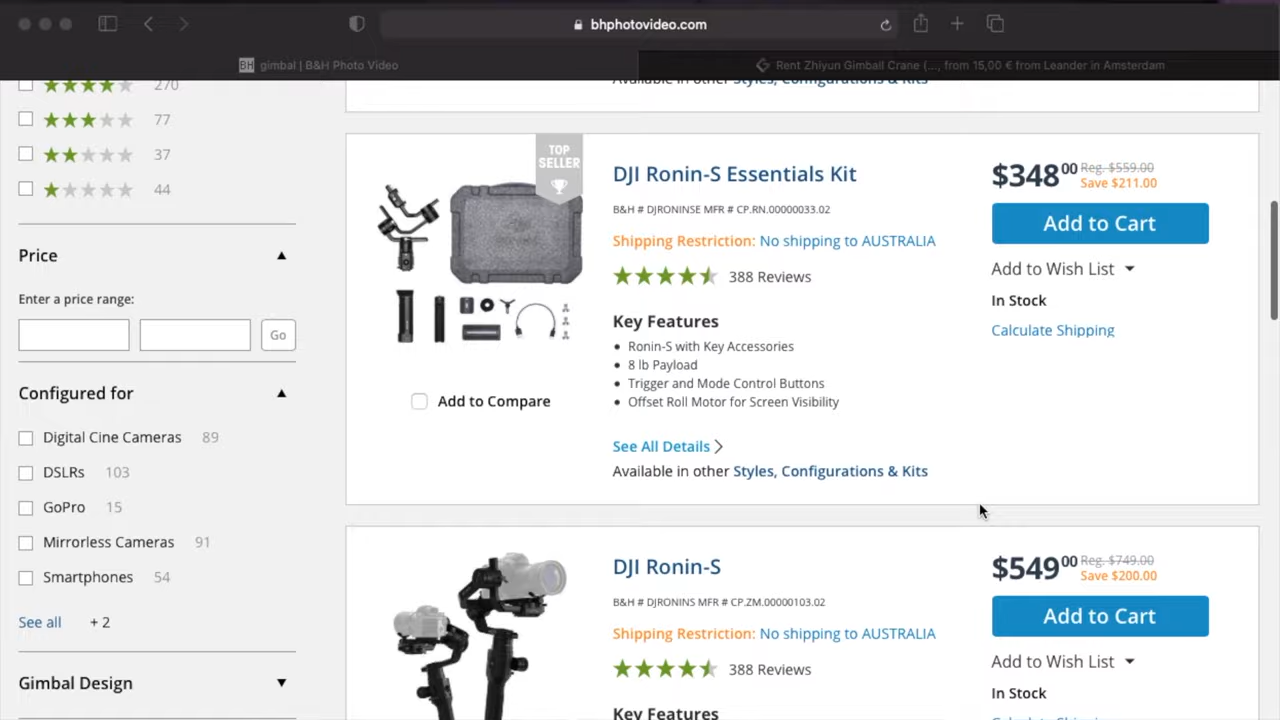 bhphotovideo.com
BH gimbal | B&H Photo Video
Rent Zhiyun Gimball Crane (..., from 15,00 € from Leander in Amsterdam
270
77
37
44
Price
Enter a price range:
Go
Configured for
Digital Cine Cameras 89
DSLRs 103
GoPro 15
Mirrorless Cameras 91
Smartphones 54
See all + 2
Gimbal Design
Available in other Styles, Configurations & Kits
TOP
SELLER
DJI Ronin-S Essentials Kit
B&H # DJRONINSE MFR # CP.RN.00000033.02
Shipping Restriction: No shipping to AUSTRALIA
388 Reviews
Key Features
Ronin-S with Key Accessories
8 lb Payload
Trigger and Mode Control Buttons
Offset Roll Motor for Screen Visibility
Add to Compare
See All Details
Available in other Styles, Configurations & Kits
$348.00 Reg. $559.00
Save $211.00
Add to Cart
Add to Wish List
In Stock
Calculate Shipping
DJI Ronin-S
B&H # DJRONINS MFR # CP.ZM.00000103.02
Shipping Restriction: No shipping to AUSTRALIA
388 Reviews
Key Features
$549.00 Reg. $749.00
Save $200.00
Add to Cart
Add to Wish List
In Stock